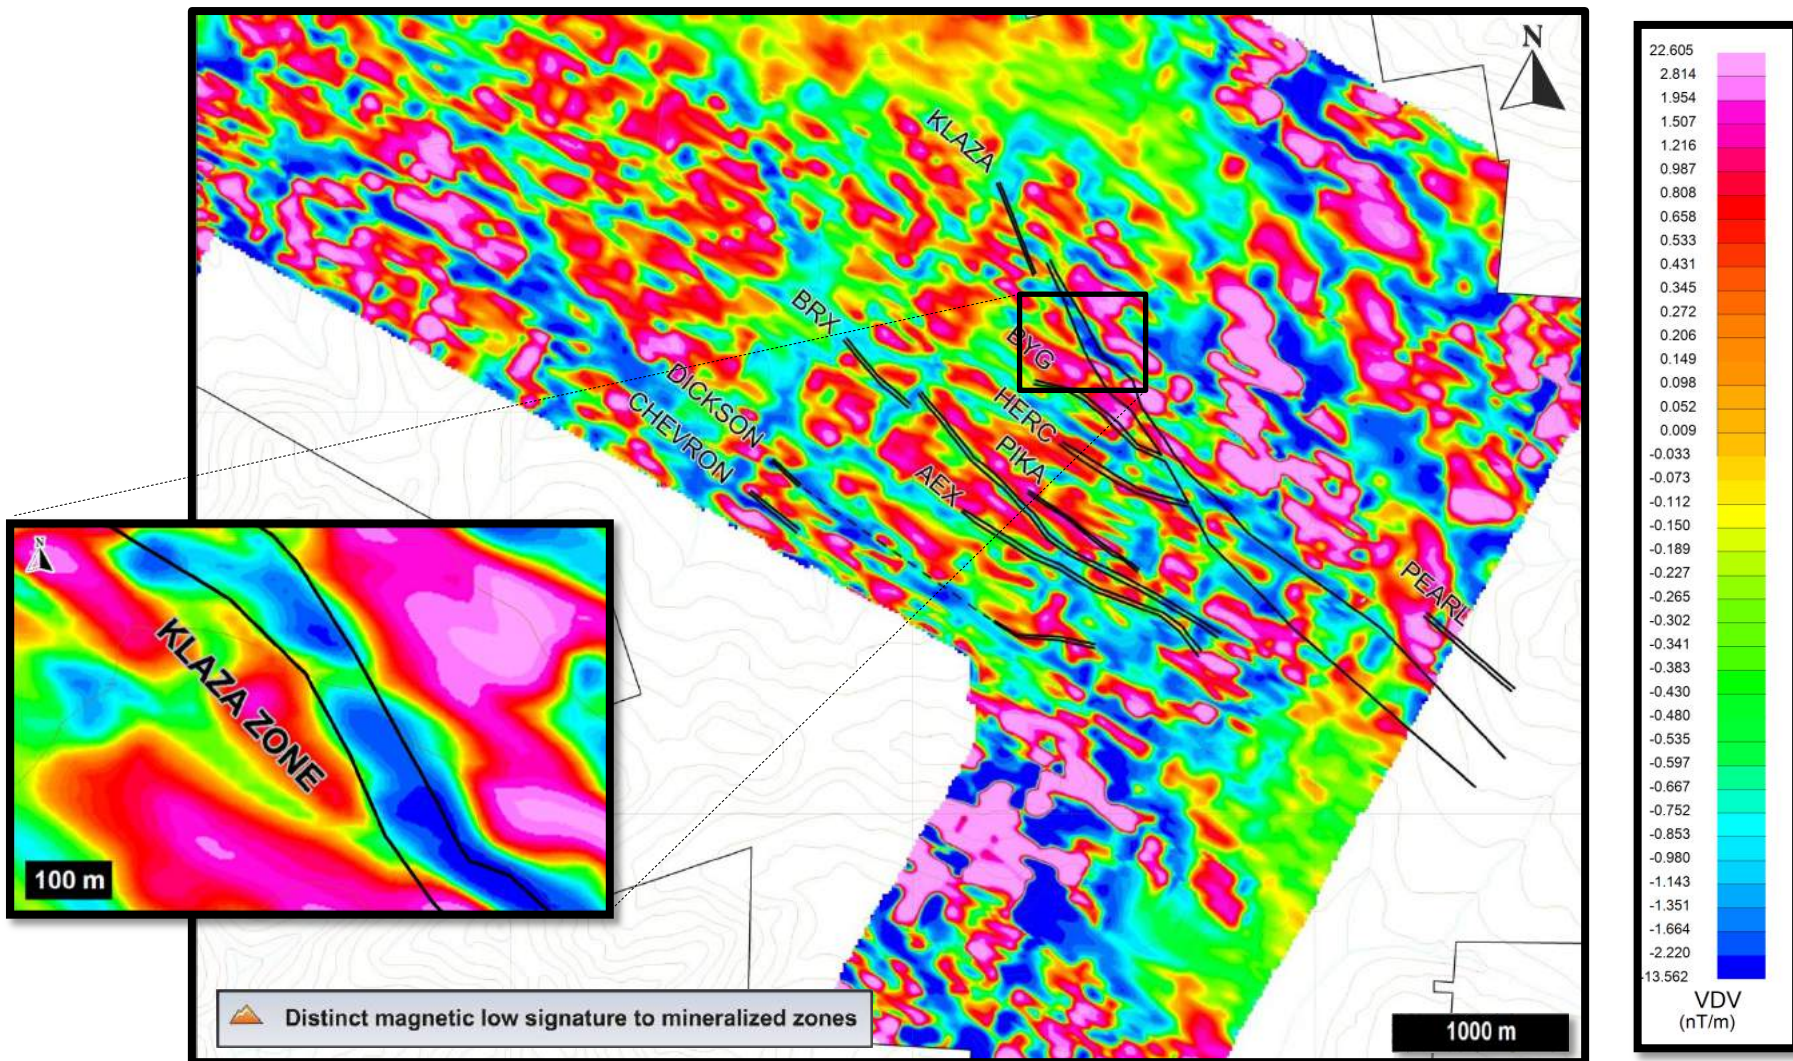 N
KLAZA
BRX
BYG
DICKSON
HERC
CHEVRON
PIKA
AEX
PEARL
N
KLAZA ZONE
100 m
Distinct magnetic low signature to mineralized zones
1000 m
22.605
2.814
1.954
1.507
1.216
0.987
0.808
0.658
0.533
0.431
0.345
0.272
0.206
0.149
0.098
0.052
0.009
-0.033
-0.073
-0.112
-0.150
-0.189
-0.227
-0.265
-0.302
-0.341
-0.383
-0.430
-0.480
-0.535
-0.597
-0.667
-0.752
-0.853
-0.980
-1.143
-1.351
-1.664
-2.220
-13.562
VDV
(nT/m)